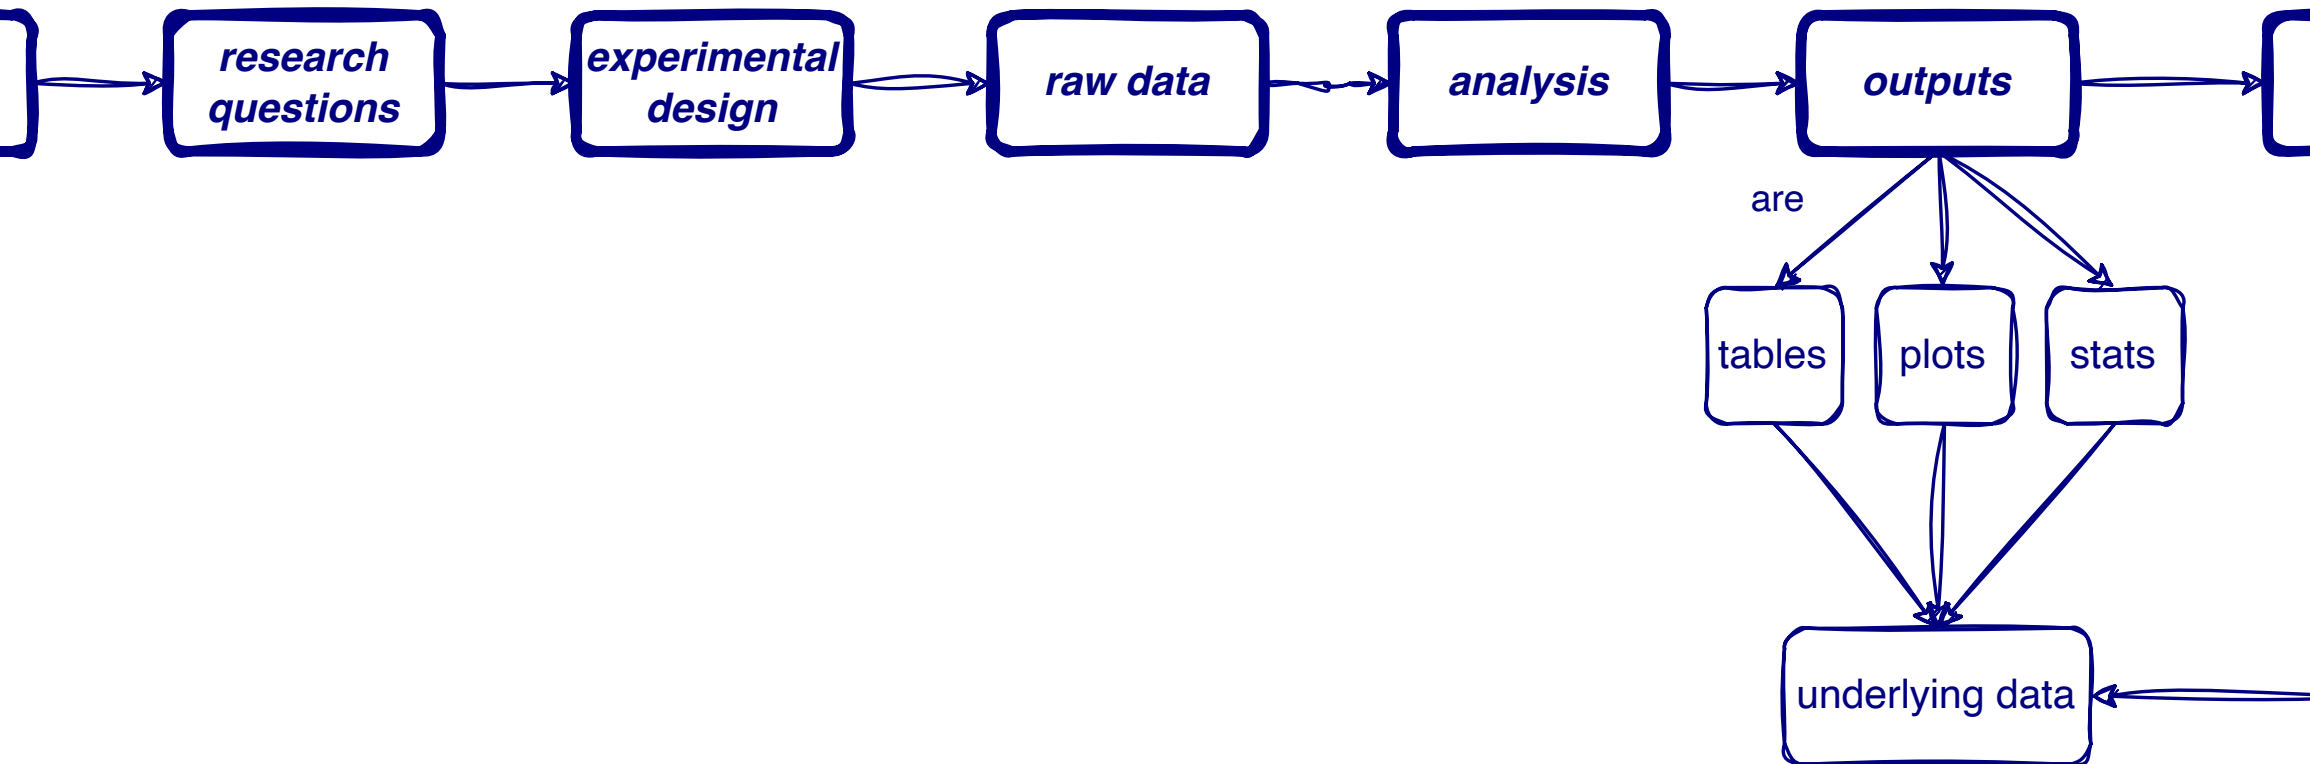 research
questions
experimental
design
raw data
analysis
outputs
are
tables
plots
stats
underlying data